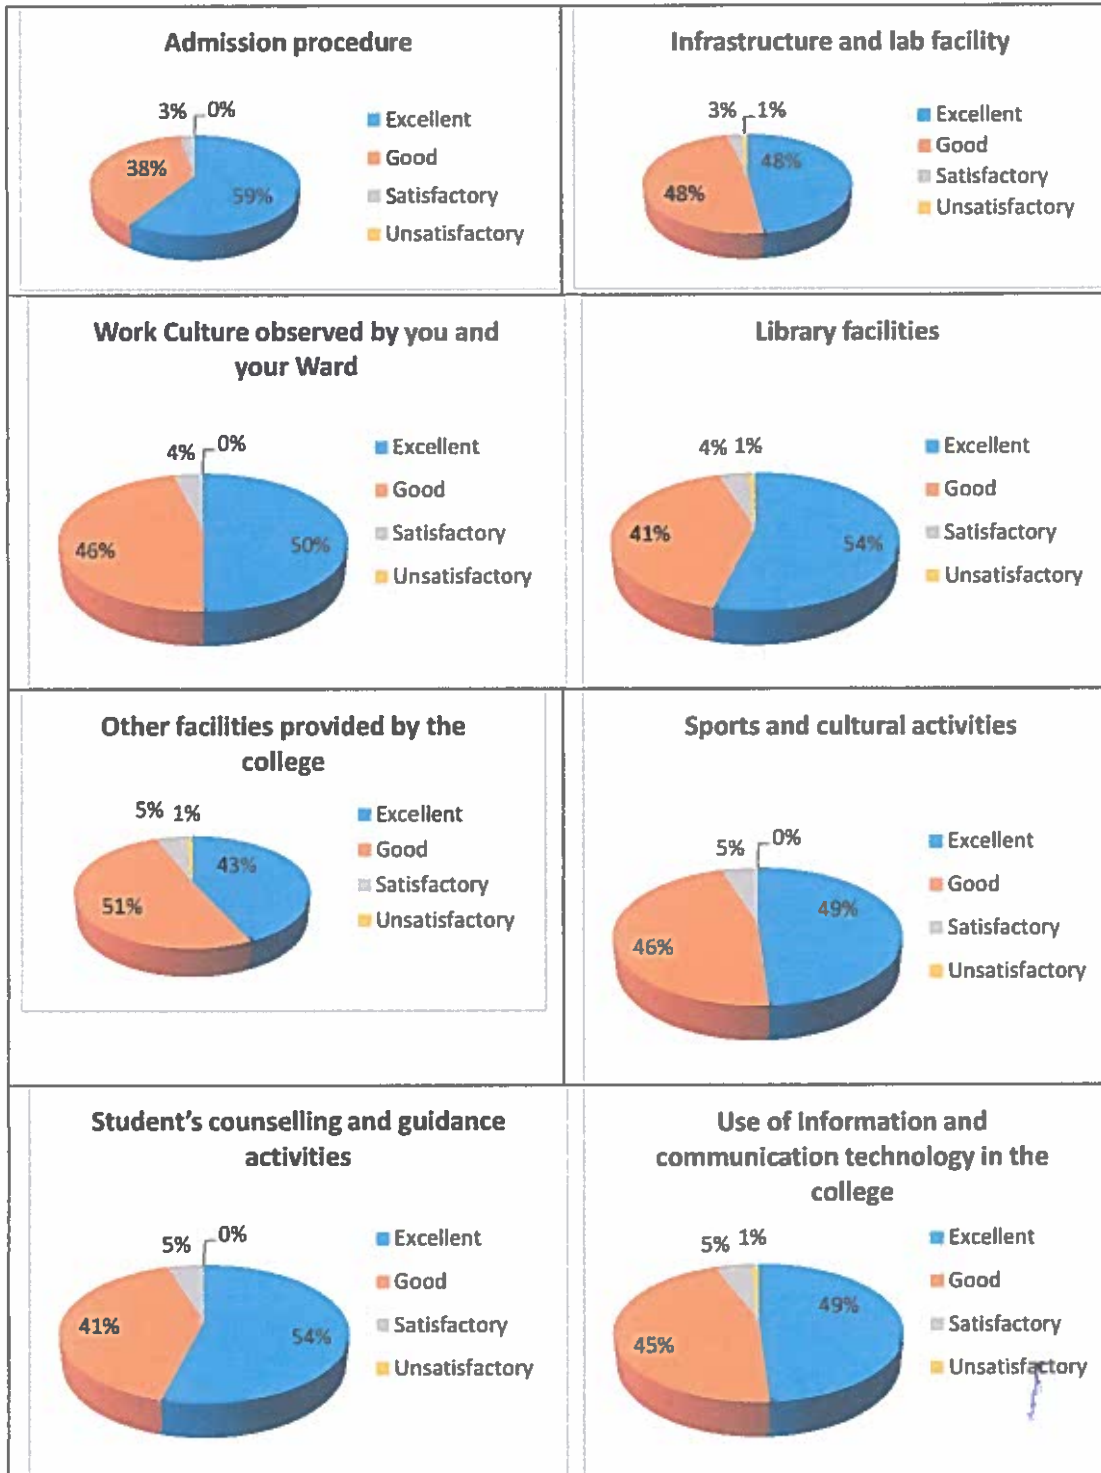 Admission procedure
3% 0%
38%
59%
Excellent
Good
Satisfactory
Unsatisfactory
Infrastructure and lab facility
3% 1%
48%
48%
Excellent
Good
Satisfactory
Unsatisfactory
Work Culture observed by you and
your Ward
4% 0%
46%
50%
Excellent
Good
Satisfactory
Unsatisfactory
Library facilities
4% 1%
41%
54%
Excellent
Good
Satisfactory
Unsatisfactory
Other facilities provided by the
college
5% 1%
43%
51%
Excellent
Good
Satisfactory
Unsatisfactory
Sports and cultural activities
5% 0%
49%
46%
Excellent
Good
Satisfactory
Unsatisfactory
Student's counselling and guidance
activities
5% 0%
41%
54%
Excellent
Good
Satisfactory
Unsatisfactory
Use of Information and
communication technology in the
college
5% 1%
49%
45%
Excellent
Good
Satisfactory
Unsatisfactory